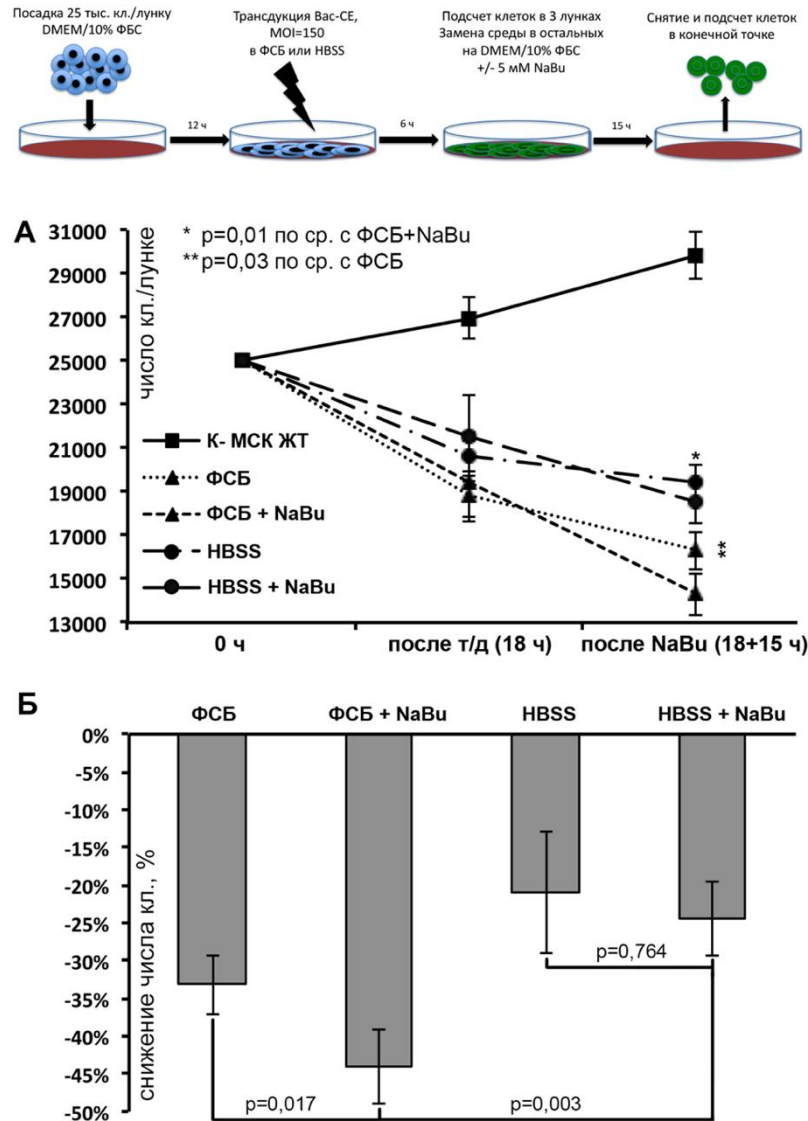 Посадка 25 тыс. кл./лунку
DMEM/10% ФБС
Трансдукция Вас-СЕ,
MOI=150
в ФСБ или HBSS
Подсчет клеток в 3 лунках
Замена среды в остальных
на DMEM/10% ФБС
+/- 5 мМ NaBu
Снятие и подсчет клеток
в конечной точке
12 ч
6 ч
15 ч
А
число кл./лунке
31000
29000
27000
25000
23000
21000
19000
17000
15000
13000
* p=0,01 по ср. с ФСБ+NaBu
**p=0,03 по ср. с ФСБ
К- МСК ЖТ
ФСБ
ФСБ + NaBu
HBSS
HBSS + NaBu
*
**
0 ч
после т/д (18 ч)
после NaBu (18+15 ч)
Б
ФСБ
ФСБ + NaBu
HBSS
HBSS + NaBu
снижение числа кл., %
0%
-5%
-10%
-15%
-20%
-25%
-30%
-35%
-40%
-45%
-50%
p=0,764
p=0,017
p=0,003